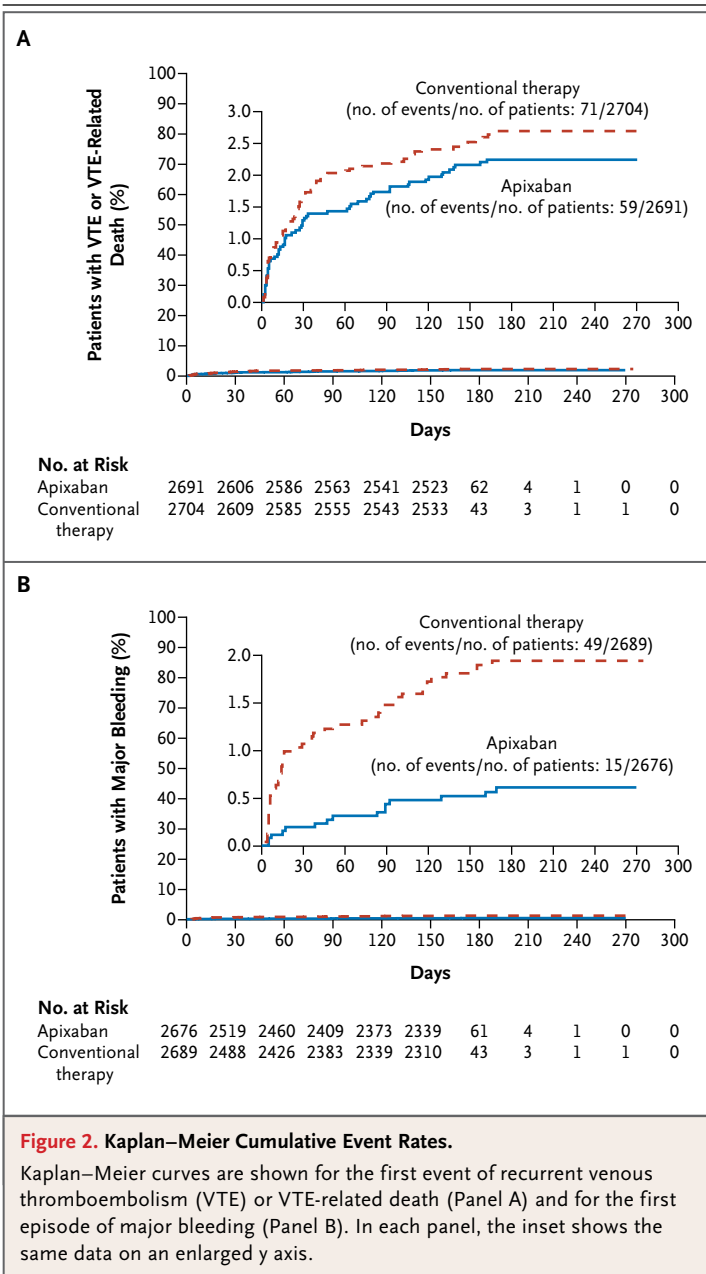 A
Patients with VTE or VTE-Related
Death (%)
100
90
80
70
60
50
40
30
20
10
0
3.0
2.5
2.0
1.5
1.0
0.5
0.0
Conventional therapy
(no. of events/no. of patients: 71/2704)
Apixaban
(no. of events/no. of patients: 59/2691)
0 30 60 90 120 150 180 210 240 270 300
0 30 60 90 120 150 180 210 240 270 300
Days
No. at Risk
Apixaban 2691 2606 2586 2563 2541 2523 62 4 1 0 0
Conventional 2704 2609 2585 2555 2543 2533 43 3 1 1 0
therapy
B
Patients with Major Bleeding (%)
100
90
80
70
60
50
40
30
20
10
0
2.0
1.5
1.0
0.5
0.0
Conventional therapy
(no. of events/no. of patients: 49/2689)
Apixaban
(no. of events/no. of patients: 15/2676)
0 30 60 90 120 150 180 210 240 270 300
0 30 60 90 120 150 180 210 240 270 300
Days
No. at Risk
Apixaban 2676 2519 2460 2409 2373 2339 61 4 1 0 0
Conventional 2689 2488 2426 2383 2339 2310 43 3 1 1 0
therapy
Figure 2. Kaplan–Meier Cumulative Event Rates.
Kaplan–Meier curves are shown for the first event of recurrent venous
thromboembolism (VTE) or VTE-related death (Panel A) and for the first
episode of major bleeding (Panel B). In each panel, the inset shows the
same data on an enlarged y axis.